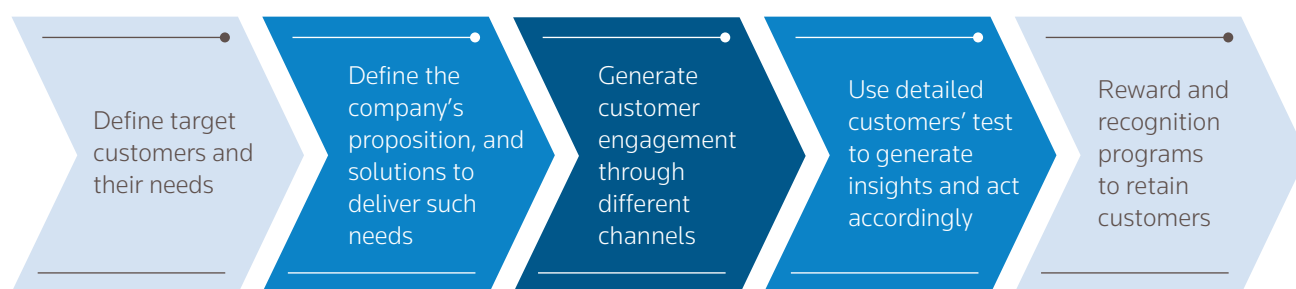 Define target
customers and
their needs
Define the
company’s
proposition, and
solutions to
deliver such
needs
Generate
customer
engagement
through
different
channels
Use detailed
customers’ test
to generate
insights and act
accordingly
Reward and
recognition
programs
to retain
customers